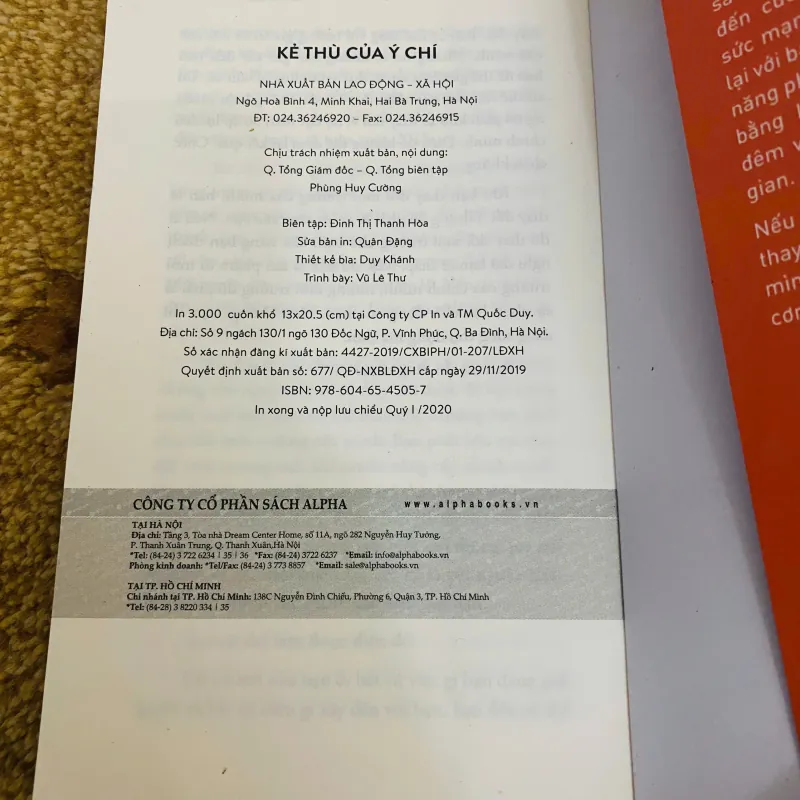 KẺ THÙ CỦA Ý CHÍ
NHÀ XUẤT BẢN LAO ĐỘNG – XÃ HỘI
Ngõ Hoà Bình 4, Minh Khai, Hai Bà Trưng, Hà Nội
ĐT: 024.36246920 – Fax: 024.36246915
Chịu trách nhiệm xuất bản, nội dung:
Q. Tổng Giám đốc – Q. Tổng biên tập
Phùng Huy Cường
Biên tập: Đinh Thị Thanh Hòa
Sửa bản in: Quân Đặng
Thiết kế bìa: Duy Khánh
Trình bày: Vũ Lê Thư
In 3.000 cuốn khổ 13x20.5 (cm) tại Công ty CP In và TM Quốc Duy.
Địa chỉ: Số 9 ngách 130/1 ngõ 130 Đốc Ngữ, P. Vĩnh Phúc, Q. Ba Đình, Hà Nội.
Số xác nhận đăng kí xuất bản: 4427-2019/CXBIPH/01-207/LĐXH
Quyết định xuất bản số: 677/ QĐ-NXBLĐXH cấp ngày 29/11/2019
ISBN: 978-604-65-4505-7
In xong và nộp lưu chiểu Quý I /2020
CÔNG TY CỔ PHẦN SÁCH ALPHA www.alphabooks.vn
TẠI HÀ NỘI
Địa chỉ: Tầng 3, Tòa nhà Dream Center Home, số 11A, ngõ 282 Nguyễn Huy Tưởng,
P. Thanh Xuân Trung, Q. Thanh Xuân,Hà Nội
*Tel: (84-24) 3 722 6234 | 35 | 36 *Fax: (84-24) 3722 6237 *Email: info@alphabooks.vn
Phòng kinh doanh: *Tel/Fax: (84-24) 3 773 8857 *Email: sale@alphabooks.vn
TẠI TP. HỒ CHÍ MINH
Chi nhánh tại TP. Hồ Chí Minh: 138C Nguyễn Đình Chiểu, Phường 6, Quận 3, TP. Hồ Chí Minh
*Tel: (84-28) 3 8220 334 | 35
đến
sức mạn
lại với b
năng ph
bằng
đêm v
gian.
Nếu
thay
mìn
cơn